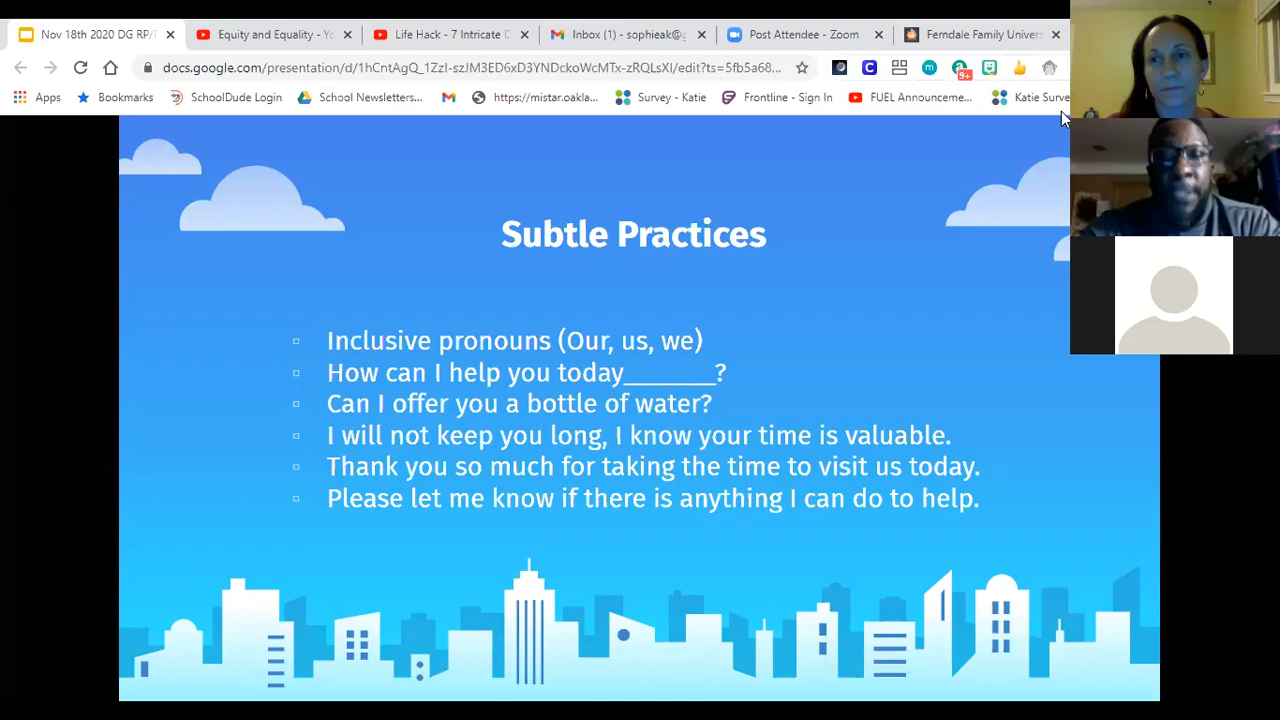 Nov 18th 2020 DG RP/
Equity and Equality - Yo
Life Hack - 7 Intricate D
Inbox (1) - sophieak@g
Post Attendee - Zoom
Ferndale Family Univers
docs.google.com/presentation/d/1hCntAgQ_1ZzI-szJM3ED6xD3YNDckoWcMTx-zRQLsXI/edit?ts=5fb5a68...
9+
Apps
Bookmarks
SchoolDude Login
School Newsletters...
https://mistar.oakla...
Survey - Katie
Frontline - Sign In
FUEL Announceme...
Katie Surve
Subtle Practices
Inclusive pronouns (Our, us, we)
How can I help you today_______?
Can I offer you a bottle of water?
I will not keep you long, I know your time is valuable.
Thank you so much for taking the time to visit us today.
Please let me know if there is anything I can do to help.